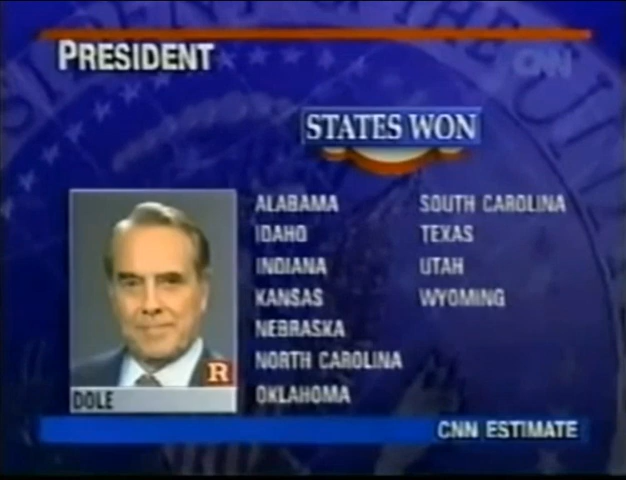 PRESIDENT
CNN
STATES WON
ALABAMA
IDAHO
INDIANA
KANSAS
NEBRASKA
NORTH CAROLINA
OKLAHOMA
SOUTH CAROLINA
TEXAS
UTAH
WYOMING
R
DOLE
CNN ESTIMATE